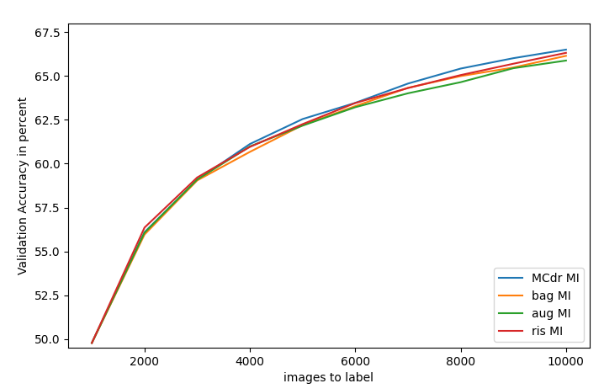 67.5
65.0
62.5
60.0
57.5
55.0
52.5
50.0
Validation Accuracy in percent
2000 4000 6000 8000 10000
images to label
MCdr MI
bag MI
aug MI
ris MI